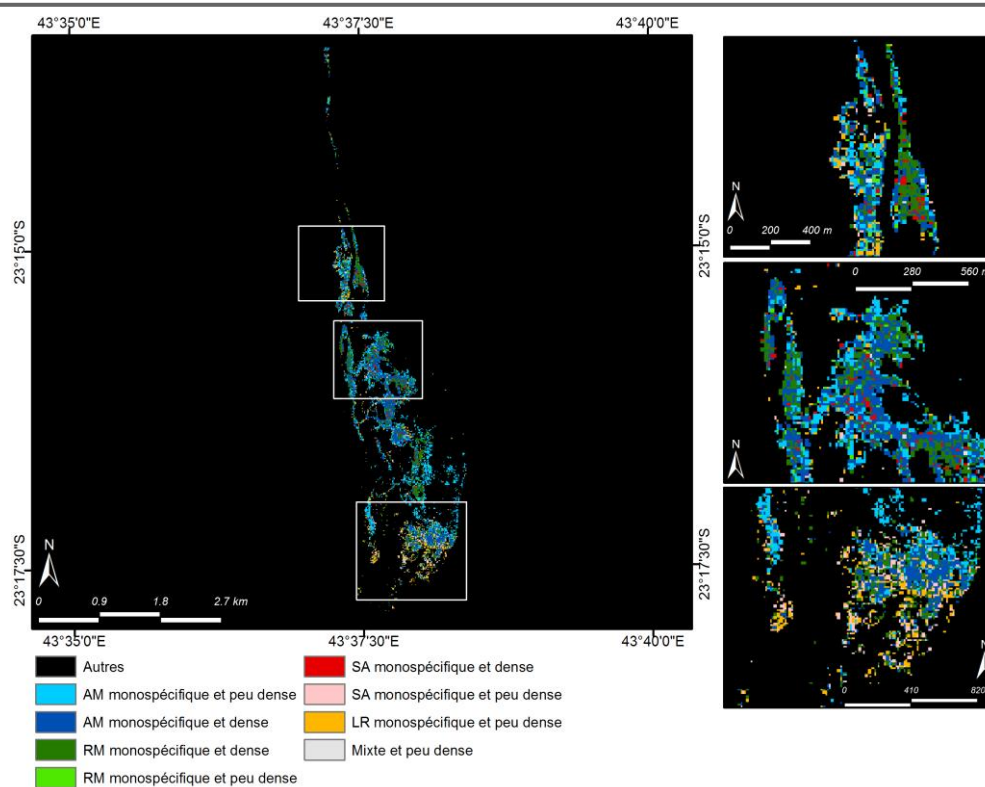 43°35'0"E 43°37'30"E 43°40'0"E
23°15'0"S
23°17'30"S
N
0 0.9 1.8 2.7 km
43°35'0"E 43°37'30"E 43°40'0"E
N
0 200 400 m
23°15'0"S
0 280 560
N
23°17'30"S
N
0 410 820
Autres
AM monospécifique et peu dense
AM monospécifique et dense
RM monospécifique et dense
RM monospécifique et peu dense
SA monospécifique et dense
SA monospécifique et peu dense
LR monospécifique et peu dense
Mixte et peu dense